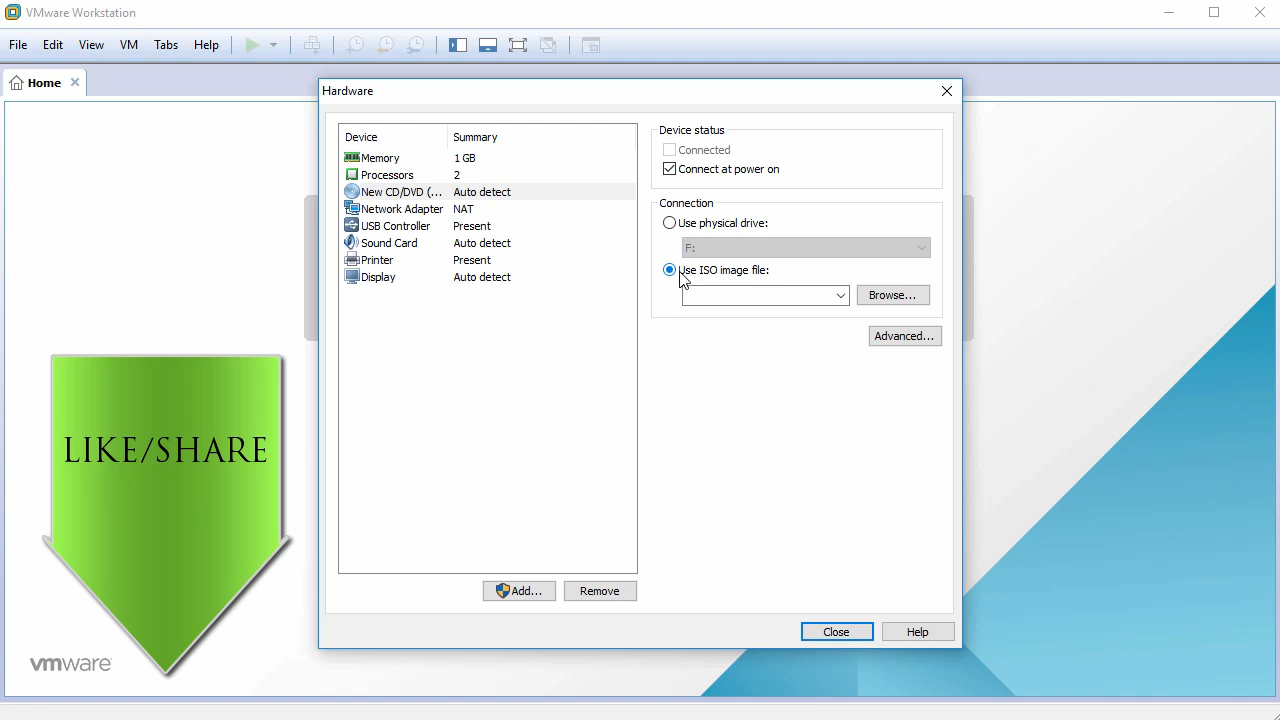 VMware Workstation
File Edit View VM Tabs Help
Home
Hardware
Device Summary
Memory 1 GB
Processors 2
New CD/DVD (... Auto detect
Network Adapter NAT
USB Controller Present
Sound Card Auto detect
Printer Present
Display Auto detect
Add... Remove
Device status
Connected
Connect at power on
Connection
Use physical drive:
F:
Use ISO image file:
Browse...
Advanced...
Close Help
LIKE/SHARE
vmware